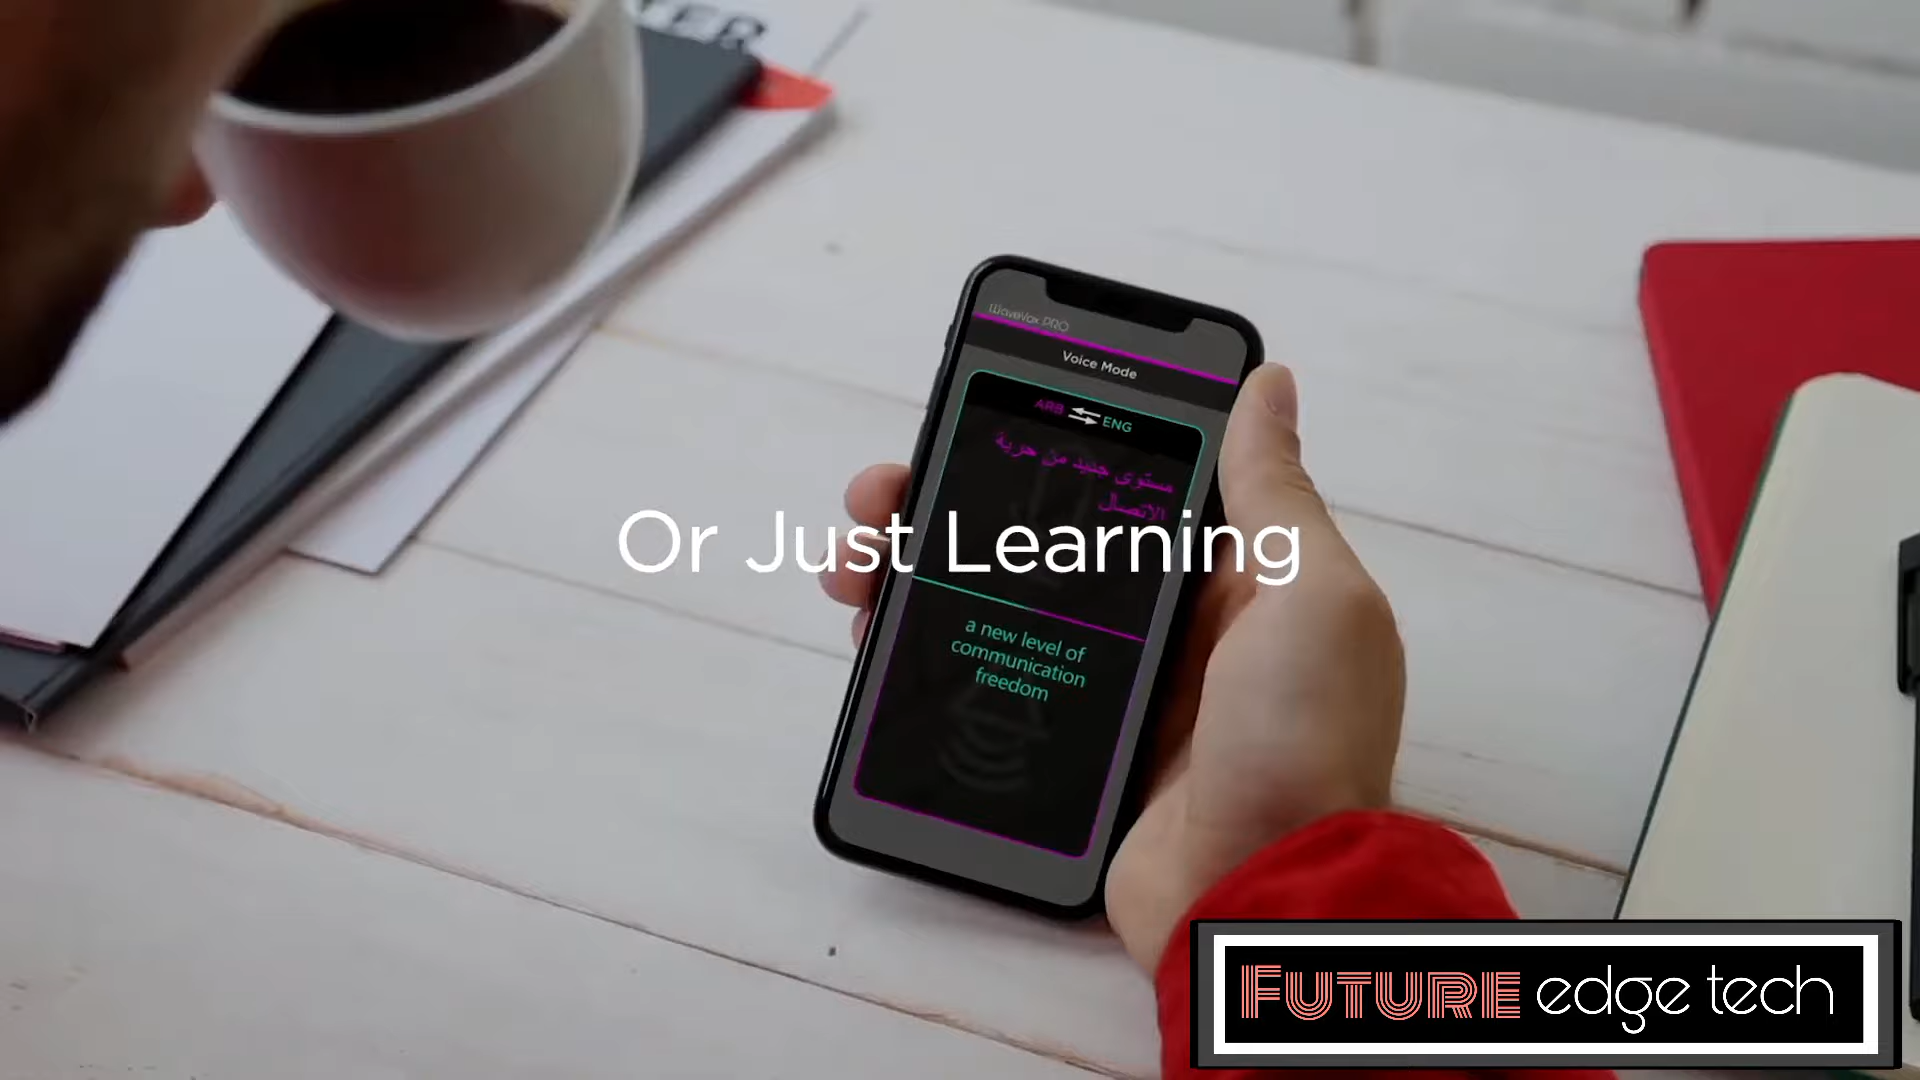 TER
WaveVox PRO
Voice Mode
ARB ENG
مستوى جديد من حرية
الاتصال
Or Just Learning
a new level of
communication
freedom
FUTURE edge tech